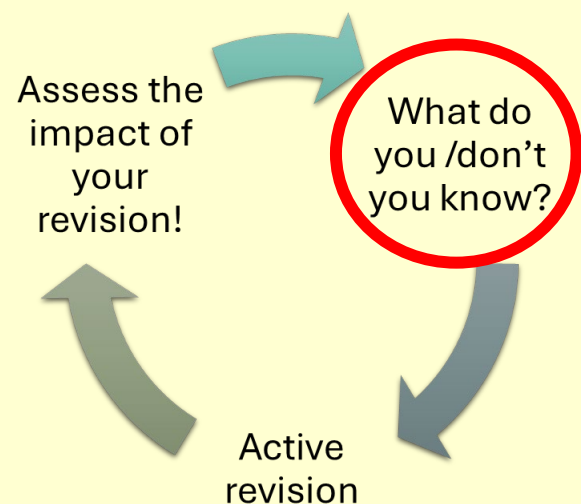 Assess the
impact of
your
revision!
What do
you /don’t
you know?
Active
revision